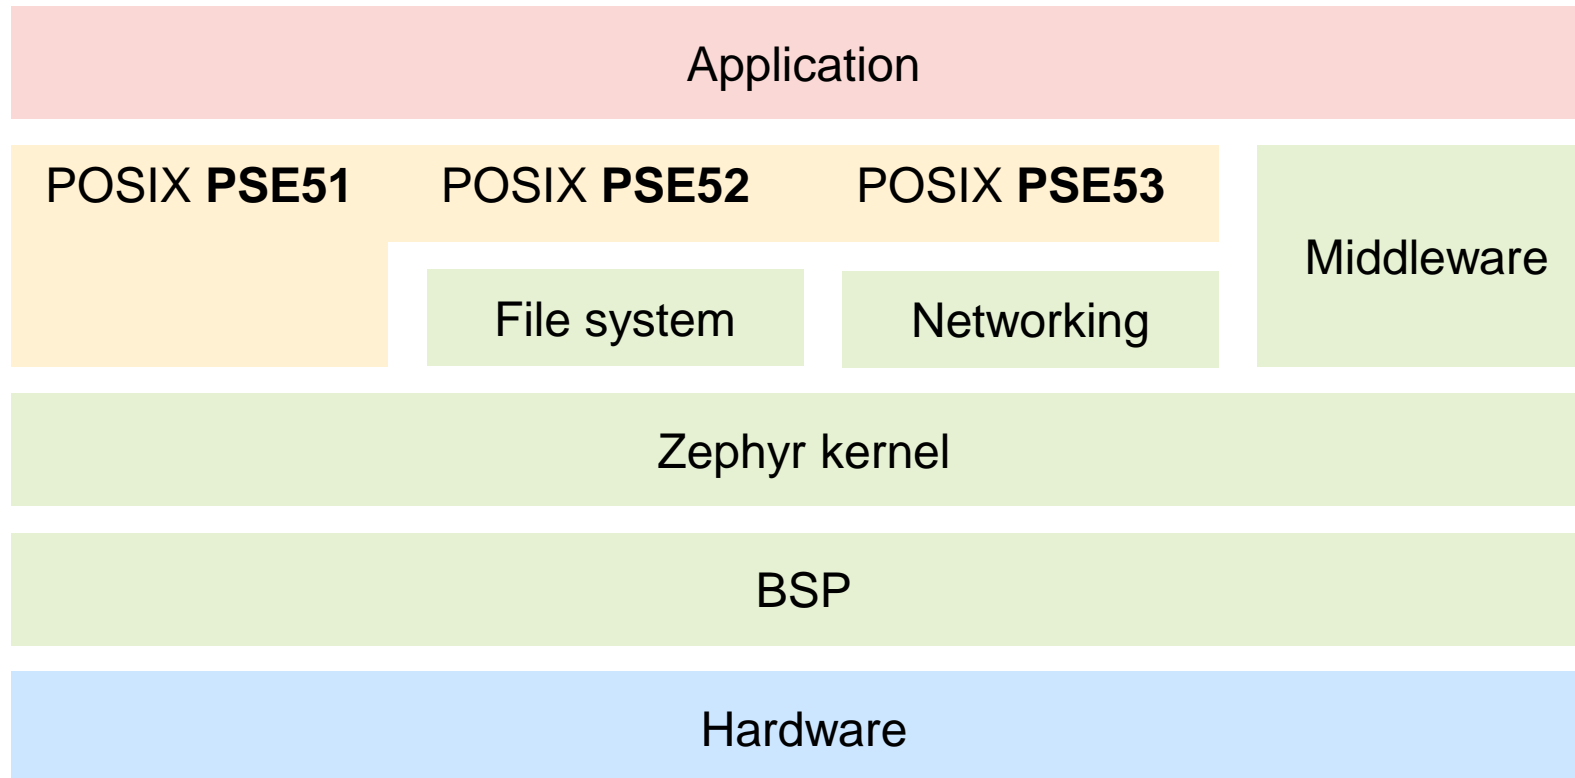 Application
POSIX PSE51 POSIX PSE52 POSIX PSE53
Middleware
File system Networking
Zephyr kernel
BSP
Hardware